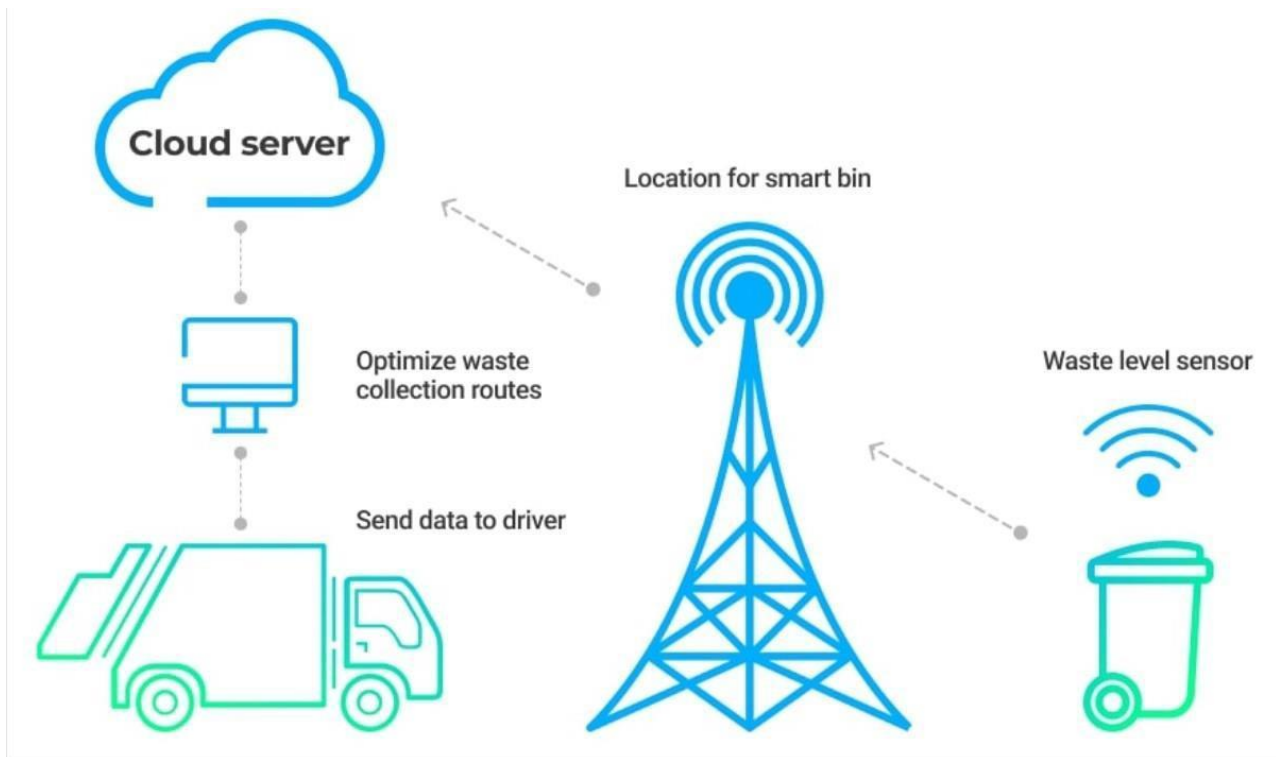 Cloud server
Location for smart bin
Optimize waste
collection routes
Waste level sensor
Send data to driver